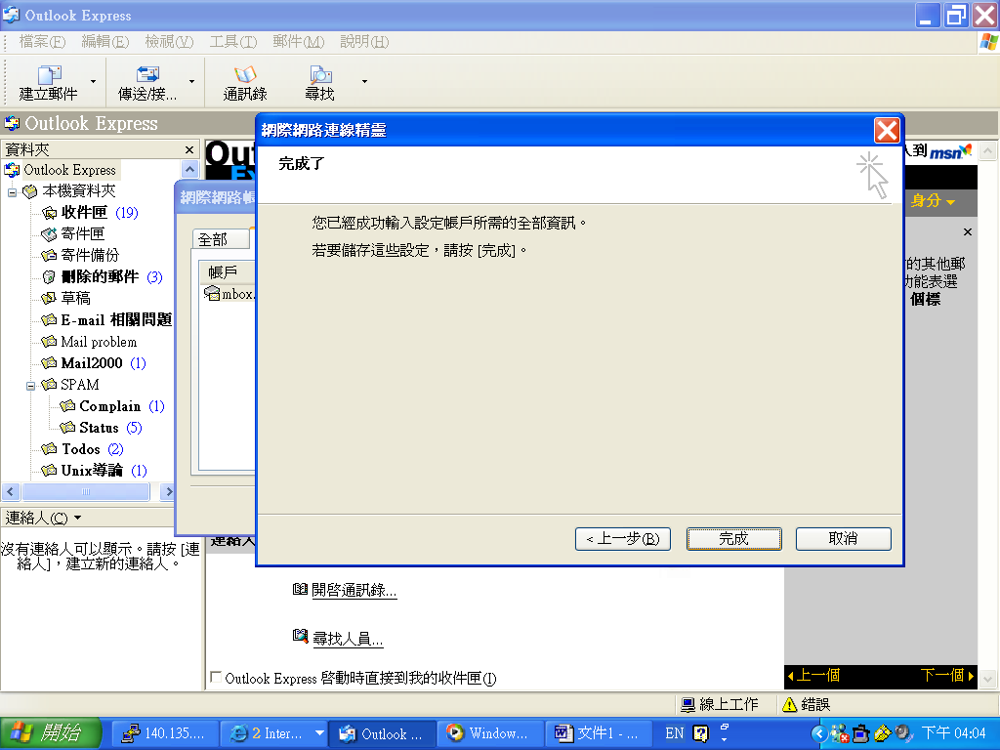 Outlook Express
檔案(F) 編輯(E) 檢視(V) 工具(T) 郵件(M) 說明(H)
建立郵件 傳送/接... 通訊錄 尋找
Outlook Express
資料夾
Outlook Express
本機資料夾
收件匣 (19)
寄件匣
寄件備份
刪除的郵件 (3)
草稿
E-mail 相關問題
Mail problem
Mail2000 (1)
SPAM
Complain (1)
Status (5)
Todos (2)
Unix導論 (1)
連絡人(C)
沒有連絡人可以顯示。請按 [連
絡人]，建立新的連絡人。
Out
人到 msn
身分
的其他郵
功能表選
個標
網際網路帳
全部
帳戶
mbox.
網際網路連線精靈
完成了
您已經成功輸入設定帳戶所需的全部資訊。
若要儲存這些設定，請按 [完成]。
< 上一步(B) 完成 取消
連絡人
開啓通訊錄...
尋找人員...
Outlook Express 啓動時直接到我的收件匣(I)
上一個 下一個
線上工作 錯誤
開始 140.135.... 2 Inter... Outlook ... Window... 文件1 - ... EN 下午 04:04